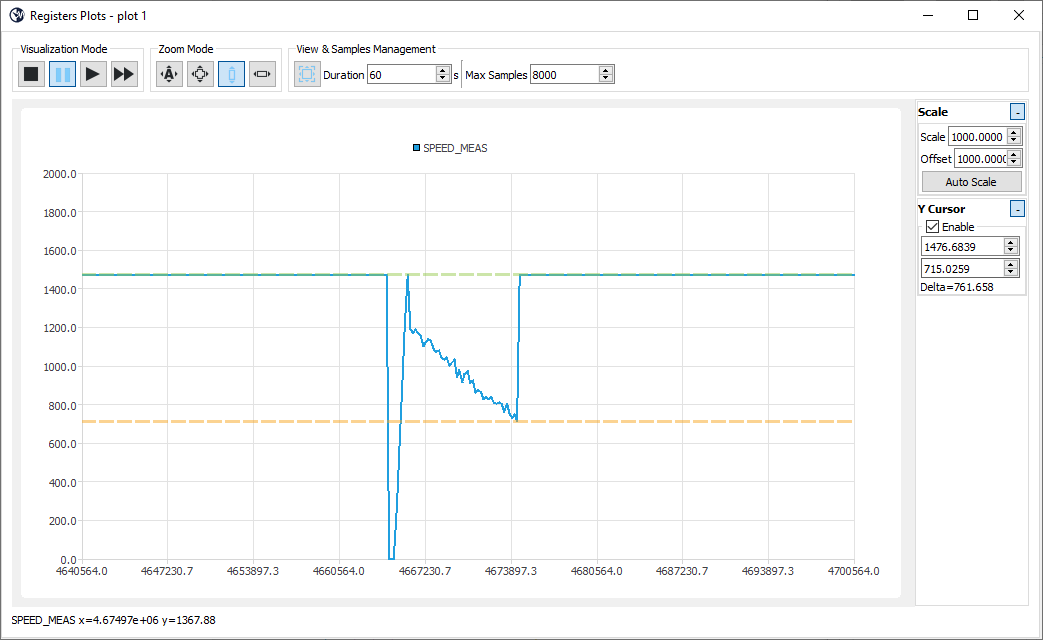 Registers Plots - plot 1
Visualization Mode
Zoom Mode
View & Samples Management
A
Duration 60 s
Max Samples 8000
SPEED_MEAS
2000.0
1800.0
1600.0
1400.0
1200.0
1000.0
800.0
600.0
400.0
200.0
0.0
4640564.0 4647230.7 4653897.3 4660564.0 4667230.7 4673897.3 4680564.0 4687230.7 4693897.3 4700564.0
Scale -
Scale 1000.0000
Offset 1000.000
Auto Scale
Y Cursor -
Enable
1476.6839
715.0259
Delta=761.658
SPEED_MEAS x=4.67497e+06 y=1367.88